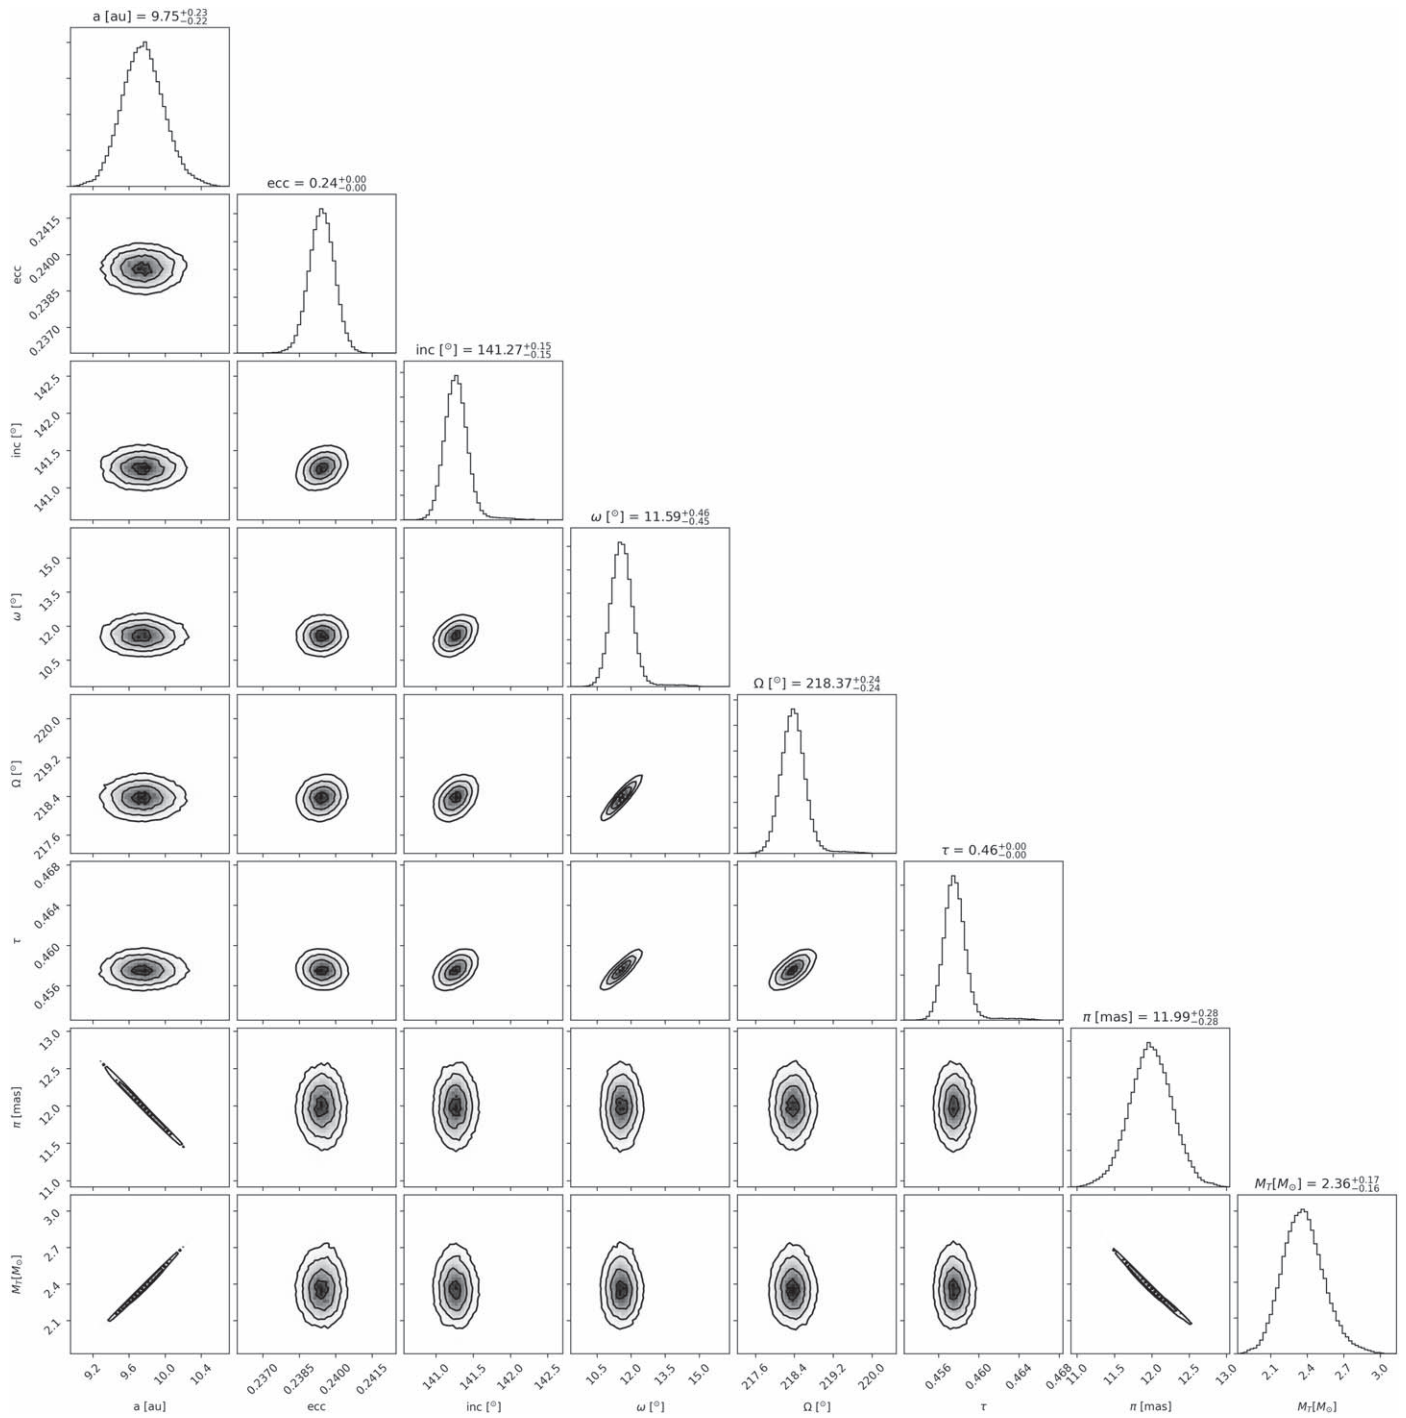 a [au] = 9.75+0.23 −0.22
ecc = 0.24+0.00 −0.00
0.2415
0.2400
0.2385
0.2370
ecc
inc [⊙] = 141.27+0.15 −0.15
142.5
142.0
141.5
141.0
inc [⊙]
ω [⊙] = 11.59+0.46 −0.45
15.0
13.5
12.0
10.5
ω [⊙]
Ω [⊙] = 218.37+0.24 −0.24
220.0
219.2
218.4
217.6
Ω [⊙]
τ = 0.46+0.00 −0.00
0.468
0.464
0.460
0.456
τ
π [mas] = 11.99+0.28 −0.28
13.0
12.5
12.0
11.5
11.0
π [mas]
M_T[M⊙] = 2.36+0.17 −0.16
3.0
2.7
2.4
2.1
M_T[M⊙]
9.2 9.6 10.0 10.4 0.2370 0.2385 0.2400 0.2415 141.0 141.5 142.0 142.5 10.5 12.0 13.5 15.0 217.6 218.4 219.2 220.0 0.456 0.460 0.464 0.468 11.0 11.5 12.0 12.5 13.0 2.1 2.4 2.7 3.0
a [au] ecc inc [⊙] ω [⊙] Ω [⊙] τ π [mas] M_T[M⊙]